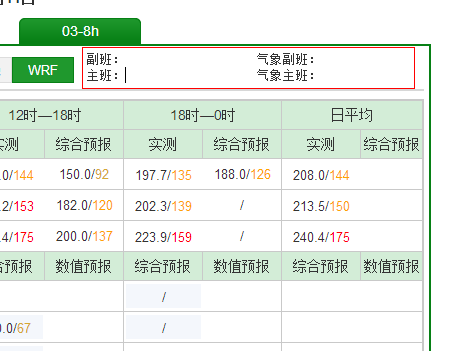 03-8h
WRF
副班： 气象副班：
主班： 气象主班：
12时—18时 18时—0时 日平均
实测 综合预报 实测 综合预报 实测 综合预报
.0/144 150.0/92 197.7/135 188.0/126 208.0/144
.2/153 182.0/120 202.3/139 / 213.5/150
.4/175 200.0/137 223.9/159 / 240.4/175
合预报 数值预报 综合预报 数值预报 综合预报 数值预报
/
.0/67 /